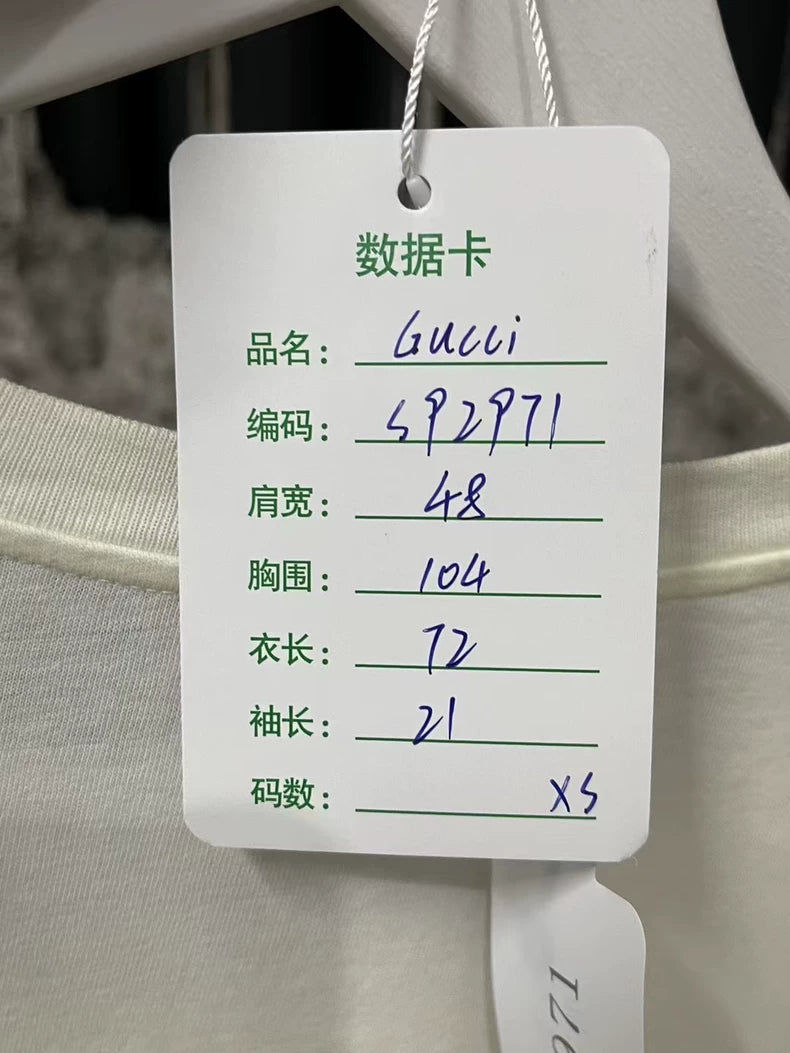 数据卡
品名： Gucci
编码： S92971
肩宽： 48
胸围： 104
衣长： 72
袖长： 21
码数： XS